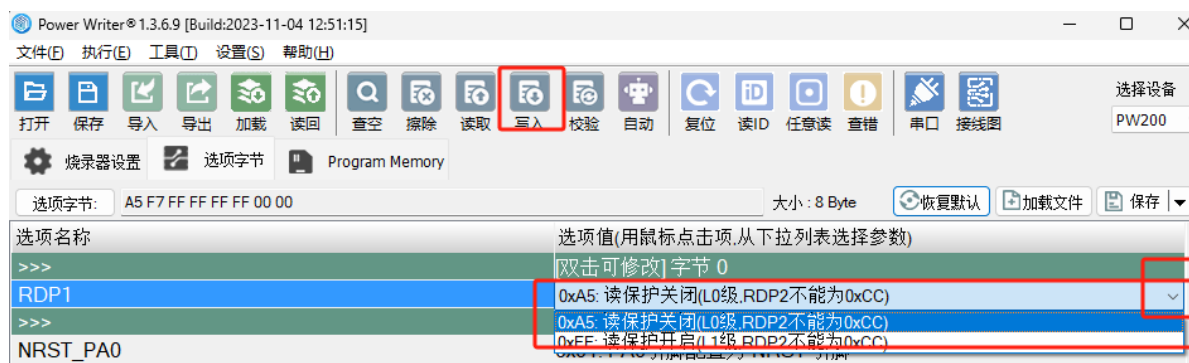 Power Writer® 1.3.6.9 [Build:2023-11-04 12:51:15]
文件(F) 执行(E) 工具(T) 设置(S) 帮助(H)
打开 保存 导入 导出 加载 读回 查空 擦除 读取 写入 校验 自动 复位 读ID 任意读 查错 串口 接线图
选择设备
PW200
烧录器设置 选项字节 Program Memory
选项字节: A5 F7 FF FF FF FF 00 00 大小 : 8 Byte 恢复默认 加载文件 保存
选项名称 选项值(用鼠标点击项,从下拉列表选择参数)
>>> [双击可修改] 字节 0
RDP1 0xA5: 读保护关闭(L0级,RDP2不能为0xCC)
>>> 0xA5: 读保护关闭(L0级,RDP2不能为0xCC)
0xFF: 读保护开启(L1级,RDP2不能为0xCC)
NRST_PA0